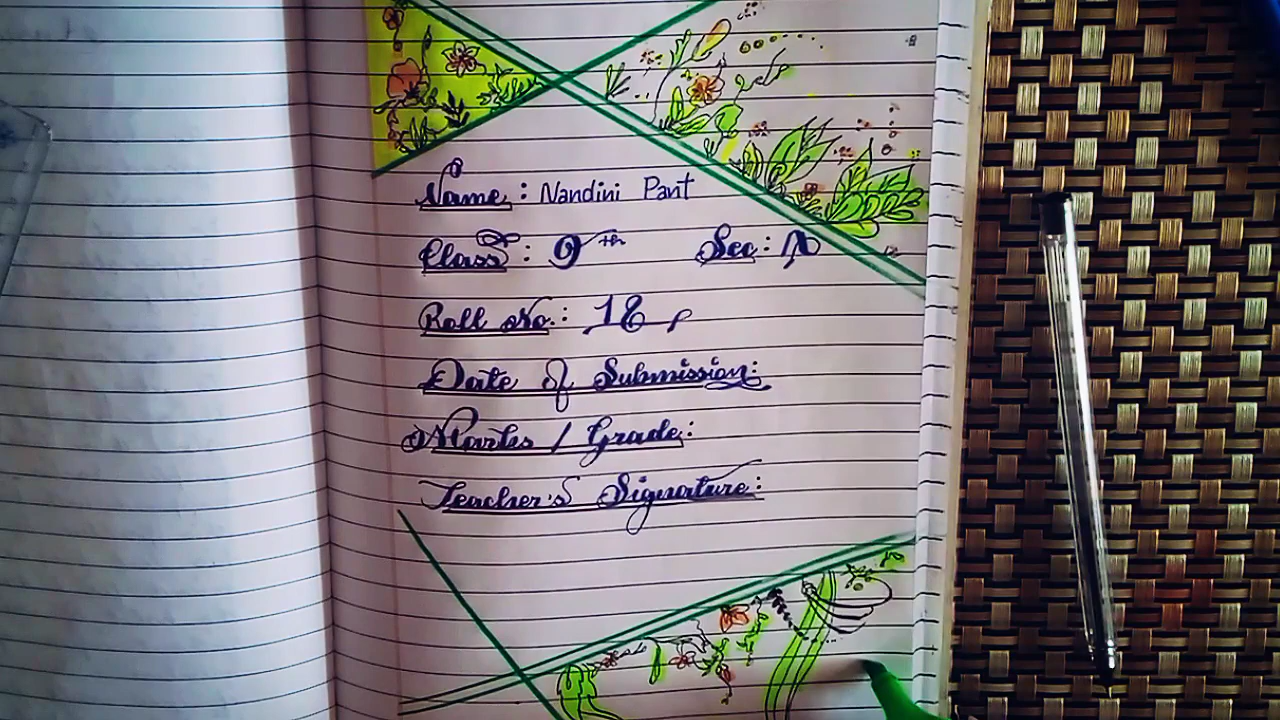 Name : Nandini Pant
Class : 9th Sec : A
Roll No. : 18
Date of Submission:
Marks / Grade:
Teacher's Signature: